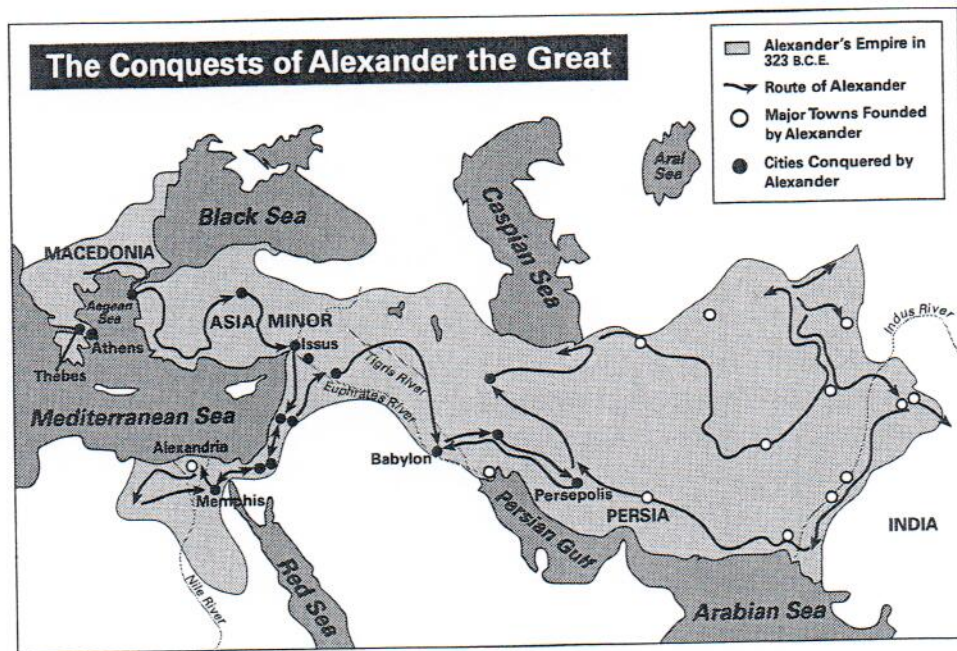 The Conquests of Alexander the Great
Alexander's Empire in
323 B.C.E.
Route of Alexander
Major Towns Founded
by Alexander
Cities Conquered by
Alexander
Aral
Sea
Black Sea
Caspian Sea
MACEDONIA
Aegean
Sea
ASIA MINOR
Issus
Athens
Thebes
Tigris River
Euphrates River
Indus River
Mediterranean Sea
Alexandria
Babylon
Memphis
Persepolis
PERSIA
Persian Gulf
INDIA
Nile River
Red Sea
Arabian Sea